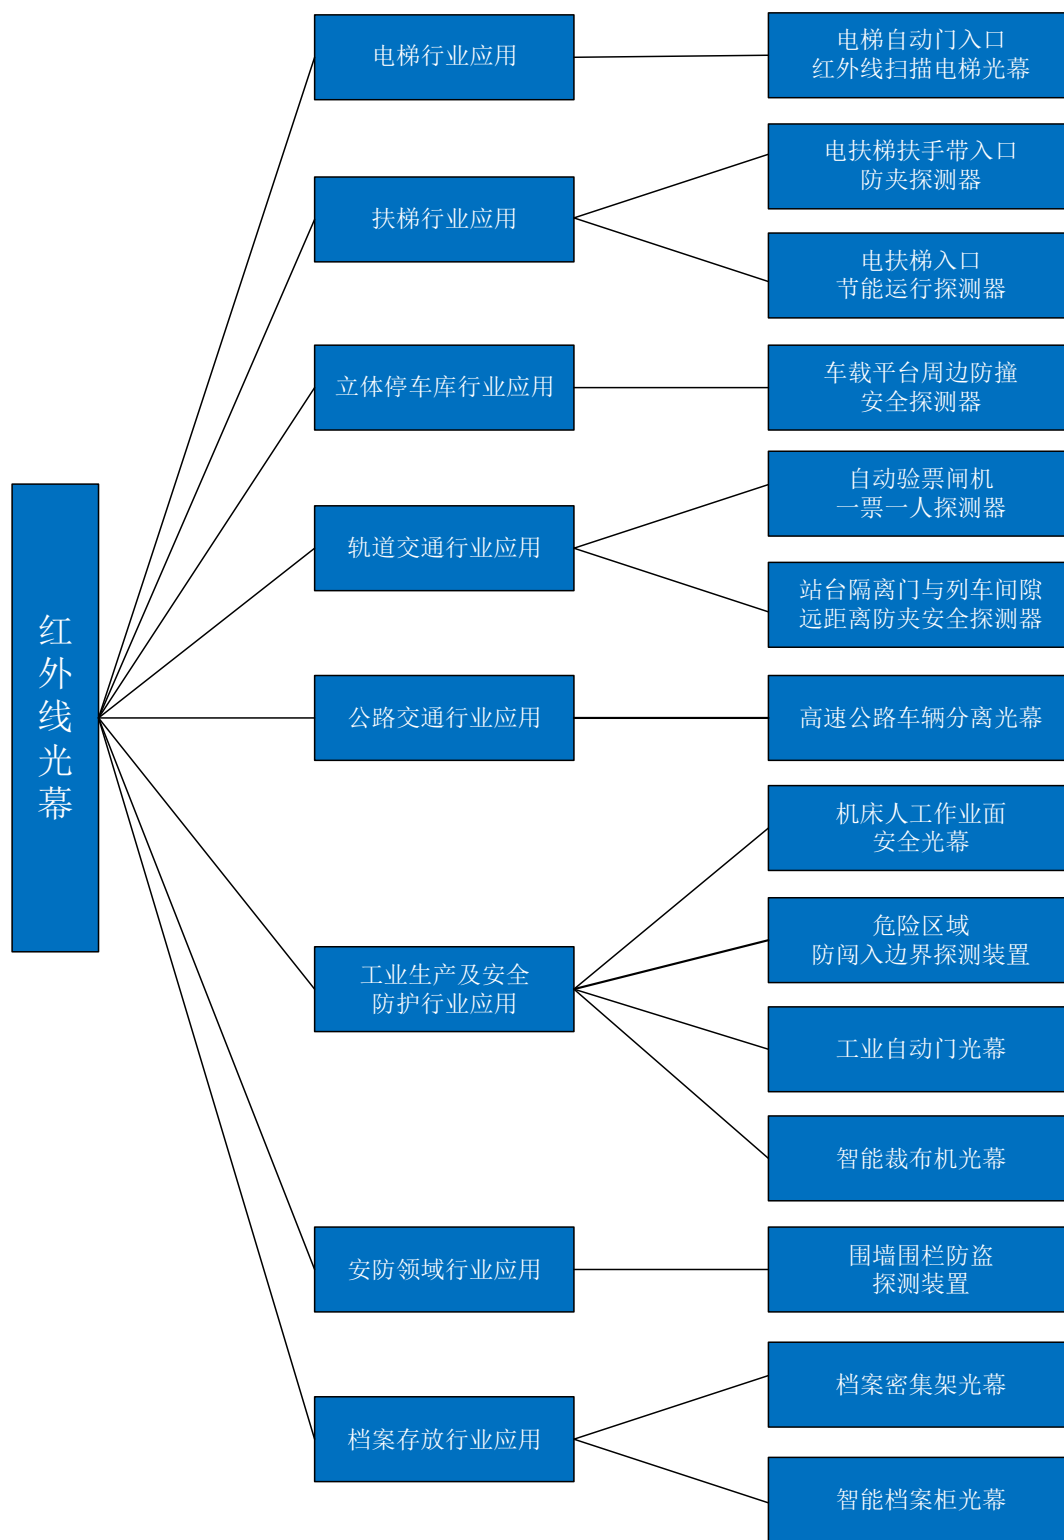 红外线光幕
电梯行业应用
电梯自动门入口
红外线扫描电梯光幕
扶梯行业应用
电扶梯扶手带入口
防夹探测器
电扶梯入口
节能运行探测器
立体停车库行业应用
车载平台周边防撞
安全探测器
轨道交通行业应用
自动验票闸机
一票一人探测器
站台隔离门与列车间隙
远距离防夹安全探测器
公路交通行业应用
高速公路车辆分离光幕
工业生产及安全
防护行业应用
机床人工作业面
安全光幕
危险区域
防闯入边界探测装置
工业自动门光幕
智能裁布机光幕
安防领域行业应用
围墙围栏防盗
探测装置
档案存放行业应用
档案密集架光幕
智能档案柜光幕